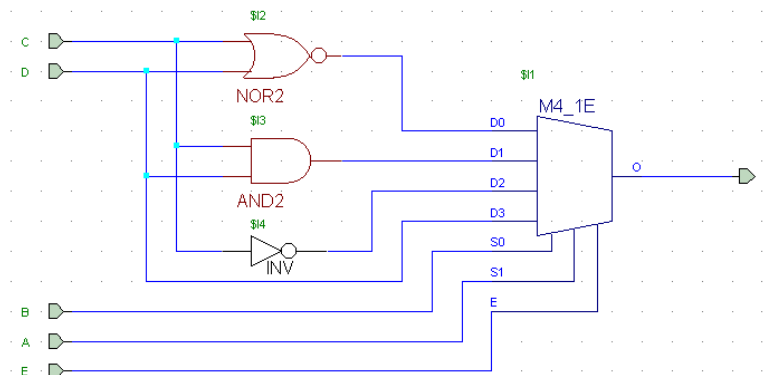 $I2
C
D
NOR2
$I1
M4_1E
$I3
D0
D1
O
AND2
D2
D3
$I4
S0
INV
S1
E
B
A
E